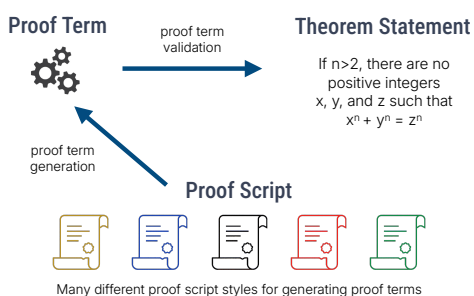 Proof Term
proof term
validation
Theorem Statement
If n>2, there are no
positive integers
x, y, and z such that
xⁿ + yⁿ = zⁿ
proof term
generation
Proof Script
Many different proof script styles for generating proof terms